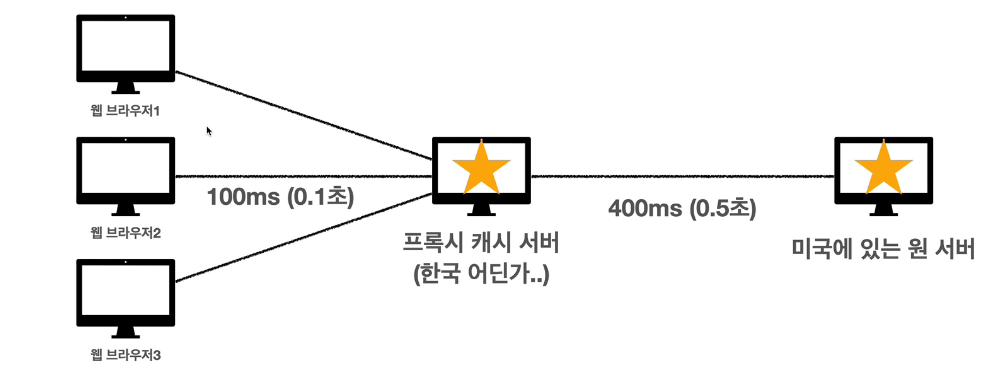 웹 브라우저1
웹 브라우저2
웹 브라우저3
100ms (0.1초)
프록시 캐시 서버
(한국 어딘가..)
400ms (0.5초)
미국에 있는 원 서버